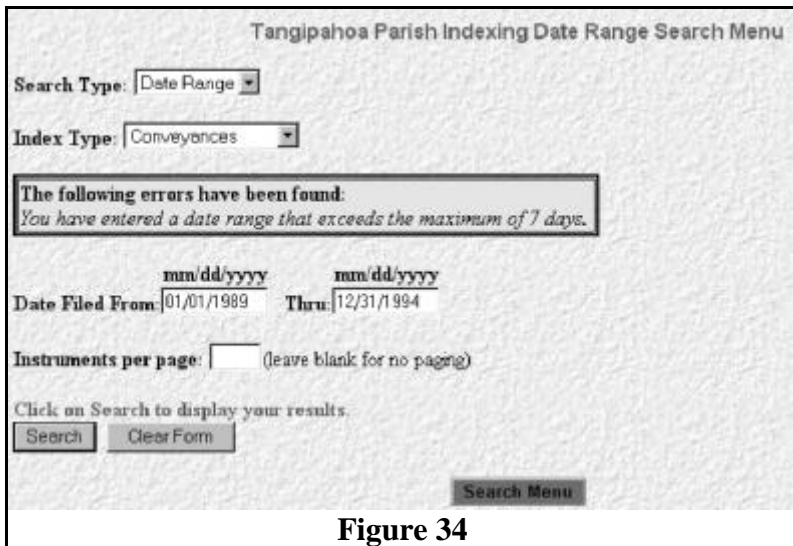 Tangipahoa Parish Indexing Date Range Search Menu
Search Type: Date Range
Index Type: Conveyances
The following errors have been found:
You have entered a date range that exceeds the maximum of 7 days.
mm/dd/yyyy mm/dd/yyyy
Date Filed From: 01/01/1989 Thru: 12/31/1994
Instruments per page: (leave blank for no paging)
Click on Search to display your results.
Search Clear Form
Search Menu
Figure 34